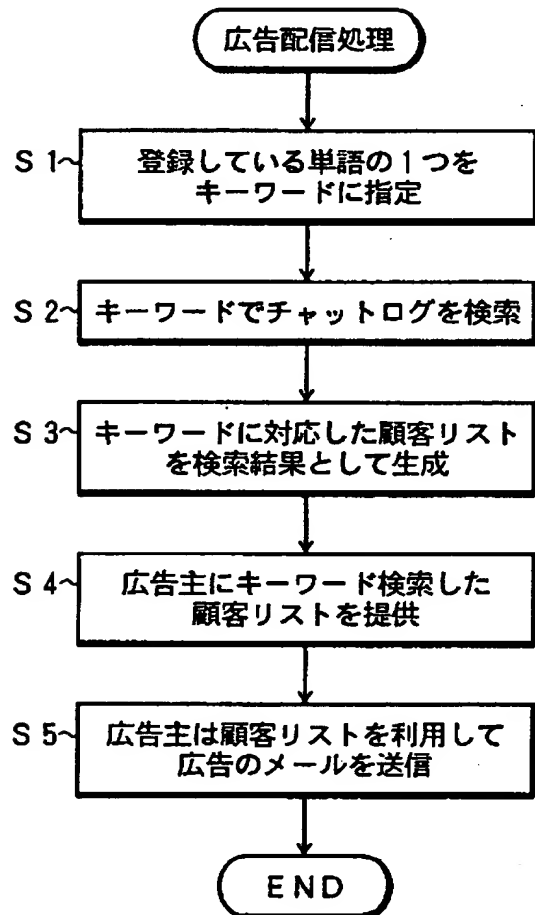 広告配信処理
S1~ 登録している単語の1つを
キーワードに指定
S2~ キーワードでチャットログを検索
S3~ キーワードに対応した顧客リスト
を検索結果として生成
S4~ 広告主にキーワード検索した
顧客リストを提供
S5~ 広告主は顧客リストを利用して
広告のメールを送信
END